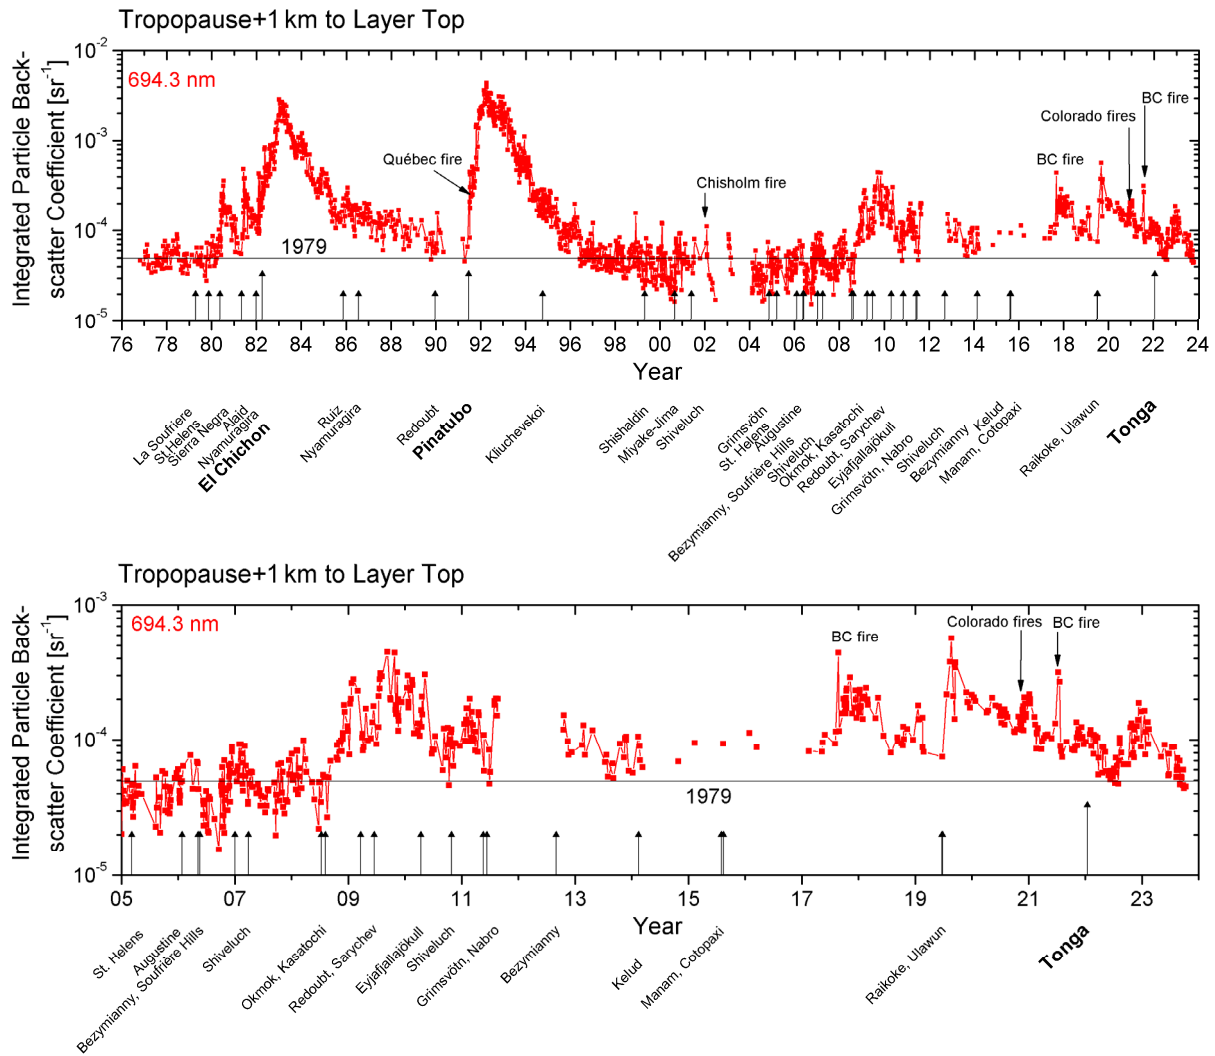 Tropopause+1 km to Layer Top
Integrated Particle Back-
scatter Coefficient [sr⁻¹]
694.3 nm
10⁻²
10⁻³
10⁻⁴
10⁻⁵
Québec fire
Chisholm fire
BC fire
Colorado fires
BC fire
1979
76 78 80 82 84 86 88 90 92 94 96 98 00 02 04 06 08 10 12 14 16 18 20 22 24
Year
La Soufriere
St.Helens
Sierra Negra
Alaid
Nyamuragira
El Chichon
Ruiz
Nyamuragira
Redoubt
Pinatubo
Kliuchevskoi
Shishaldin
Miyake-jima
Shiveluch
Grimsvötn
St. Helens
Augustine
Bezymianny, Soufrière Hills
Shiveluch
Okmok, Kasatochi
Redoubt, Sarychev
Eyjafjallajökull
Grimsvötn, Nabro
Shiveluch
Bezymianny
Kelud
Manam, Cotopaxi
Raikoke, Ulawun
Tonga
Tropopause+1 km to Layer Top
Integrated Particle Back-
scatter Coefficient [sr⁻¹]
694.3 nm
10⁻³
10⁻⁴
10⁻⁵
BC fire
Colorado fires
BC fire
1979
05 07 09 11 13 15 17 19 21 23
Year
St. Helens
Augustine
Bezymianny, Soufrière Hills
Shiveluch
Okmok, Kasatochi
Redoubt, Sarychev
Eyjafjallajökull
Shiveluch
Grimsvötn, Nabro
Bezymianny
Kelud
Manam, Cotopaxi
Raikoke, Ulawun
Tonga